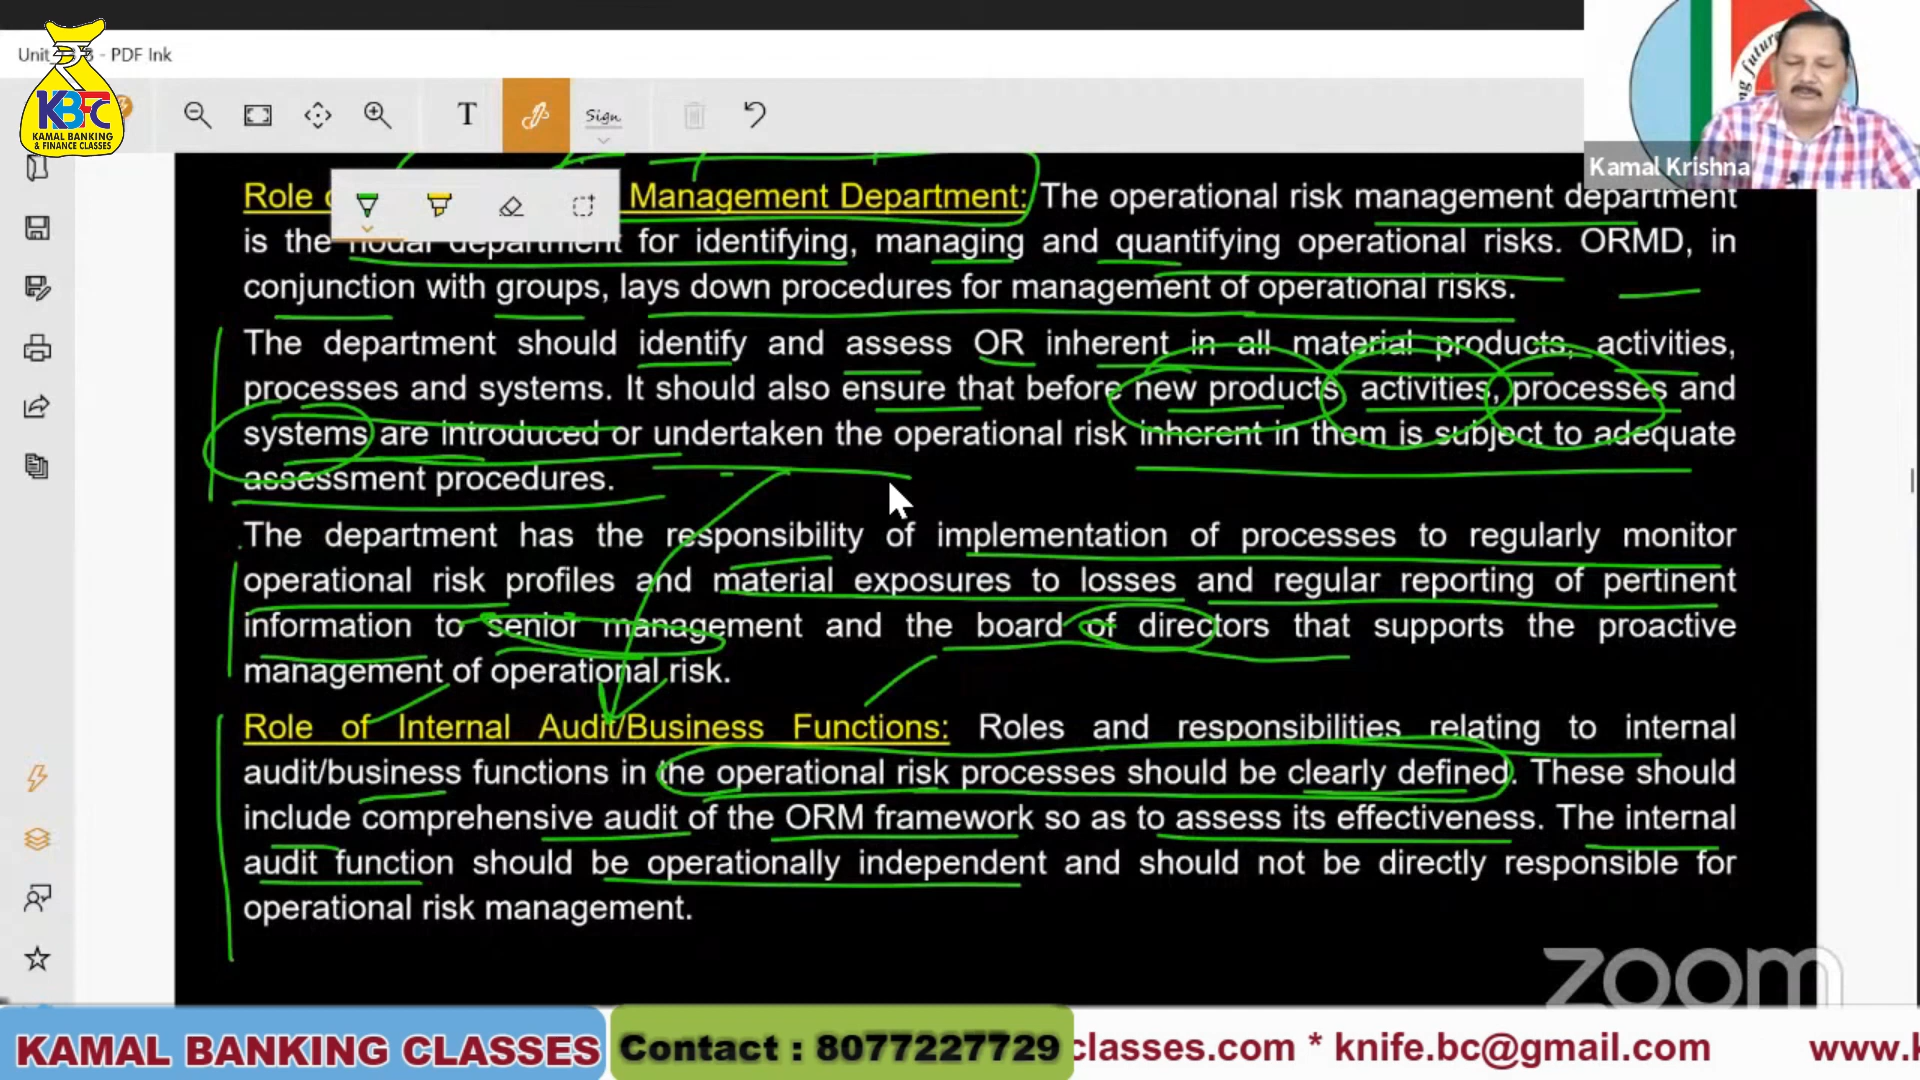 Unit_ 3 - PDF Ink
KBFC
KAMAL BANKING
& FINANCE CLASSES
T
Sign
Kamal Krishna
Role Management Department: The operational risk management department
is the nodal department for identifying, managing and quantifying operational risks. ORMD, in
conjunction with groups, lays down procedures for management of operational risks.
The department should identify and assess OR inherent in all material products, activities,
processes and systems. It should also ensure that before new products, activities, processes and
systems are introduced or undertaken the operational risk inherent in them is subject to adequate
assessment procedures.
The department has the responsibility of implementation of processes to regularly monitor
operational risk profiles and material exposures to losses and regular reporting of pertinent
information to senior management and the board of directors that supports the proactive
management of operational risk.
Role of Internal Audit/Business Functions: Roles and responsibilities relating to internal
audit/business functions in the operational risk processes should be clearly defined. These should
include comprehensive audit of the ORM framework so as to assess its effectiveness. The internal
audit function should be operationally independent and should not be directly responsible for
operational risk management.
zoom
KAMAL BANKING CLASSES Contact : 8077227729 classes.com * knife.bc@gmail.com www.k